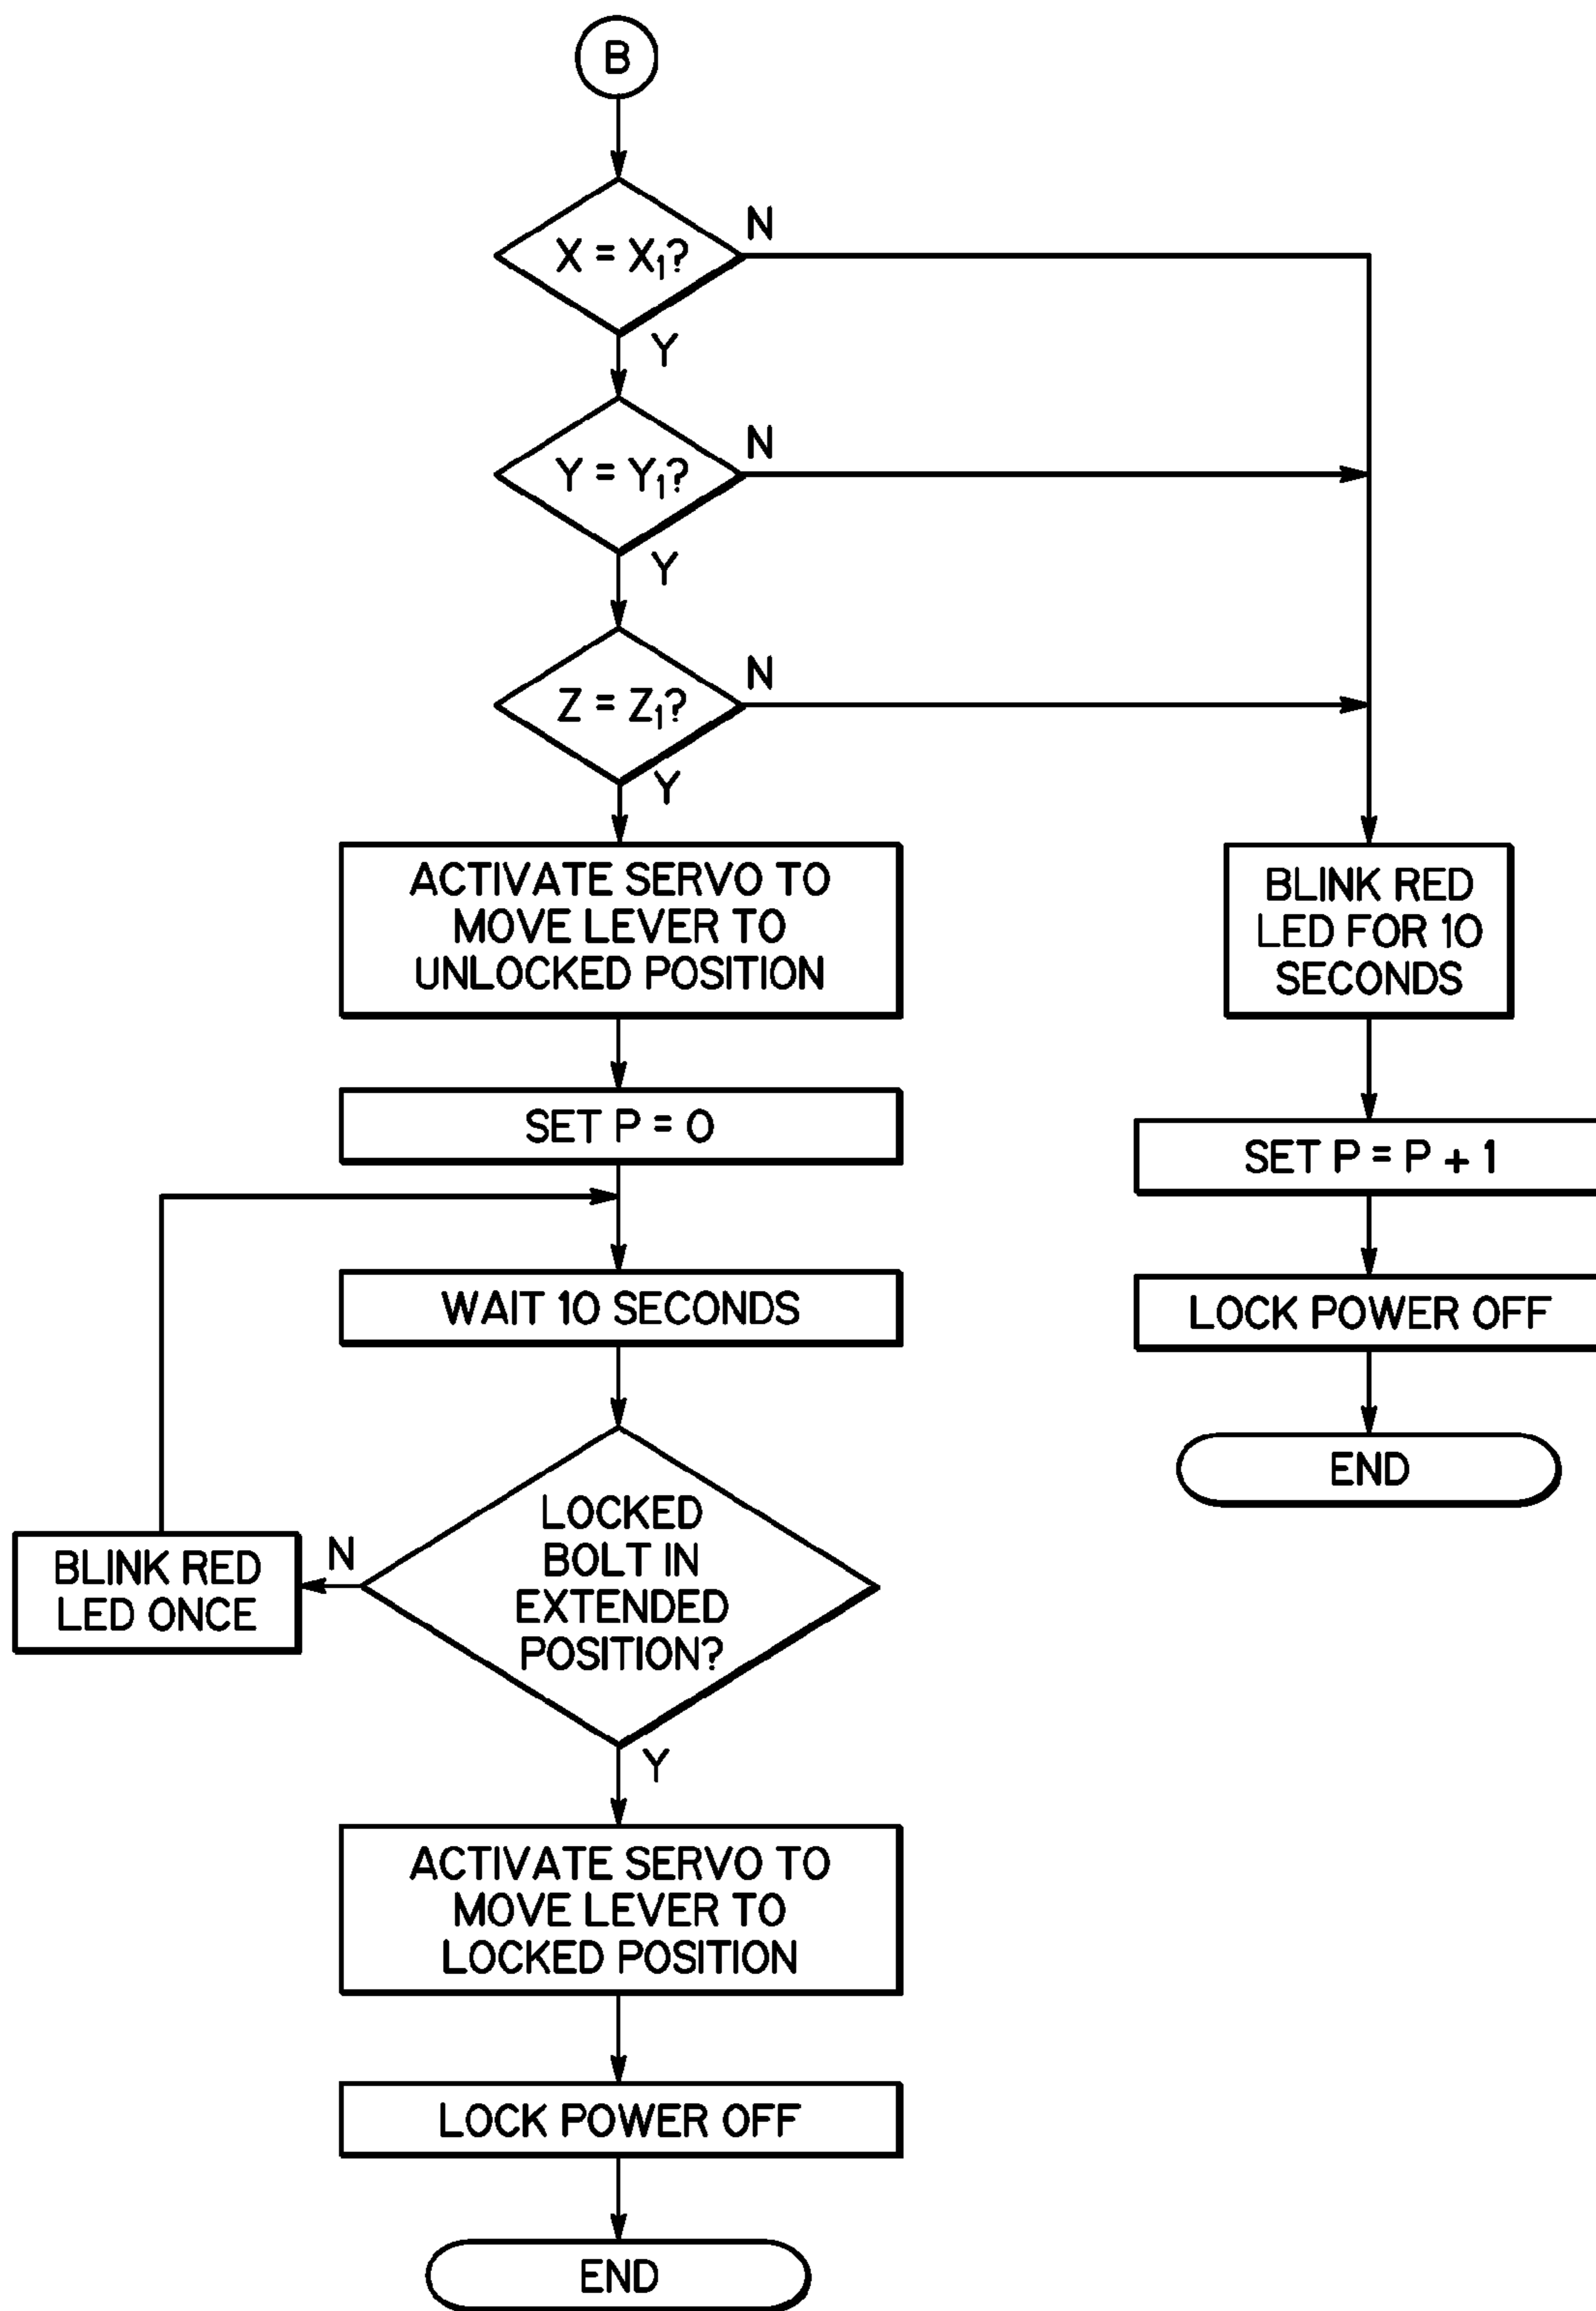 B
X = X₁?
N
Y
Y = Y₁?
N
Y
Z = Z₁?
N
Y
ACTIVATE SERVO TO
MOVE LEVER TO
UNLOCKED POSITION
SET P = 0
WAIT 10 SECONDS
LOCKED
BOLT IN
EXTENDED
POSITION?
N
BLINK RED
LED ONCE
Y
ACTIVATE SERVO TO
MOVE LEVER TO
LOCKED POSITION
LOCK POWER OFF
END
BLINK RED
LED FOR 10
SECONDS
SET P = P + 1
LOCK POWER OFF
END